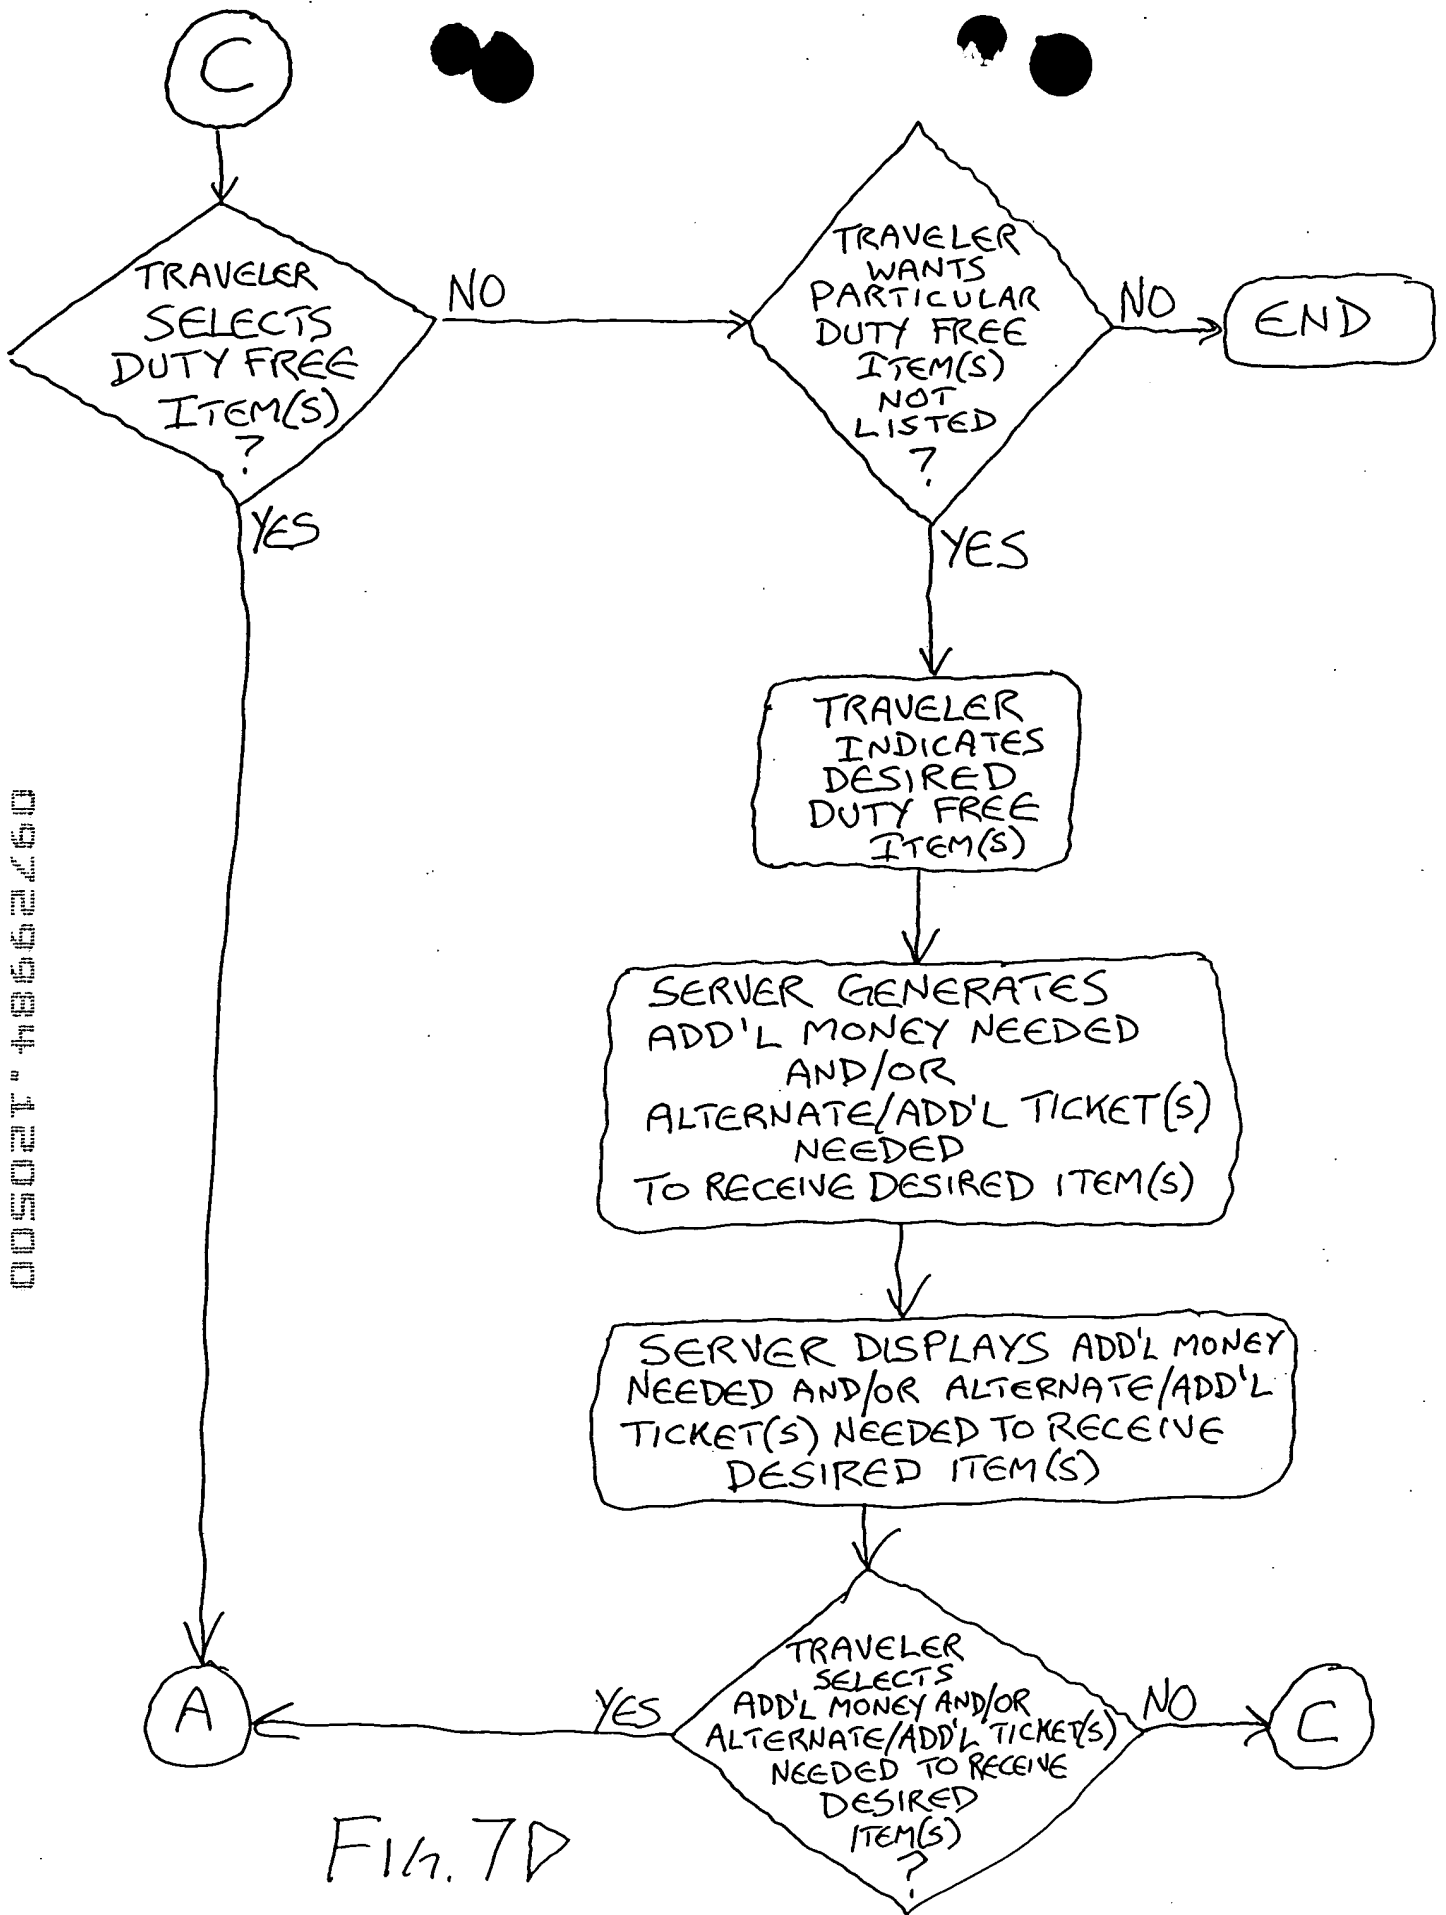 C
TRAVELER
SELECTS
DUTY FREE
ITEM(S)
?
NO
YES
TRAVELER
WANTS
PARTICULAR
DUTY FREE
ITEM(S)
NOT
LISTED
?
NO
END
YES
TRAVELER
INDICATES
DESIRED
DUTY FREE
ITEM(S)
SERVER GENERATES
ADD'L MONEY NEEDED
AND/OR
ALTERNATE/ADD'L TICKET(S)
NEEDED
TO RECEIVE DESIRED ITEM(S)
SERVER DISPLAYS ADD'L MONEY
NEEDED AND/OR ALTERNATE/ADD'L
TICKET(S) NEEDED TO RECEIVE
DESIRED ITEM(S)
TRAVELER
SELECTS
ADD'L MONEY AND/OR
ALTERNATE/ADD'L TICKET(S)
NEEDED TO RECEIVE
DESIRED
ITEM(S)
?
YES
A
NO
C
FIG. 7D
09729984.120500